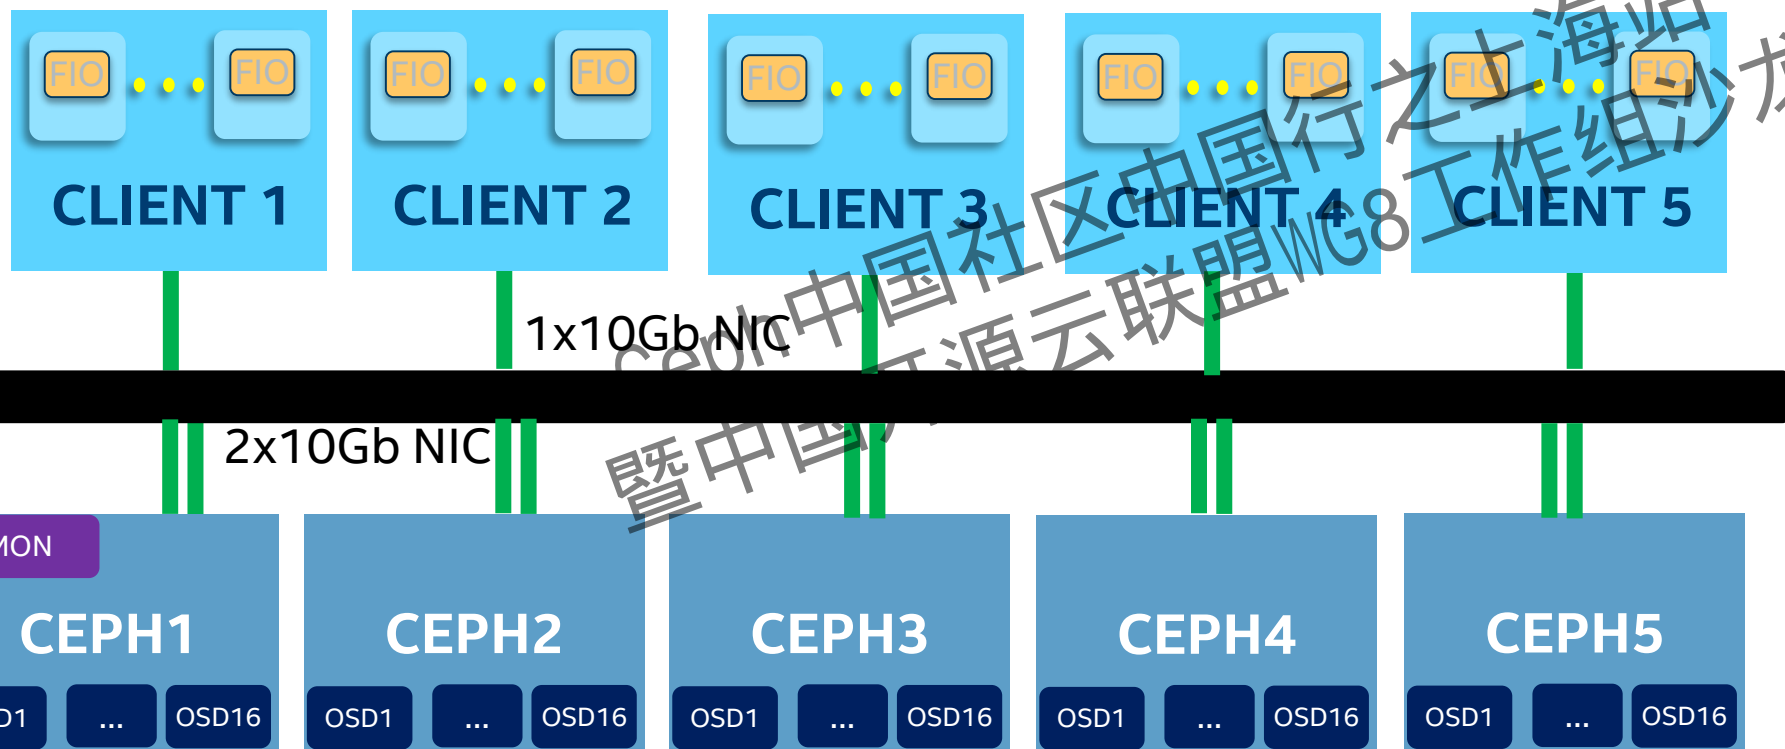 FIO FIO FIO FIO FIO FIO FIO FIO FIO FIO
CLIENT 1 CLIENT 2 CLIENT 3 CLIENT 4 CLIENT 5
Ceph中国社区中国行之上海站
暨中国开源云联盟WG8工作组沙龙
1x10Gb NIC
2x10Gb NIC
MON
CEPH1 CEPH2 CEPH3 CEPH4 CEPH5
D1 ... OSD16 OSD1 ... OSD16 OSD1 ... OSD16 OSD1 ... OSD16 OSD1 ... OSD16